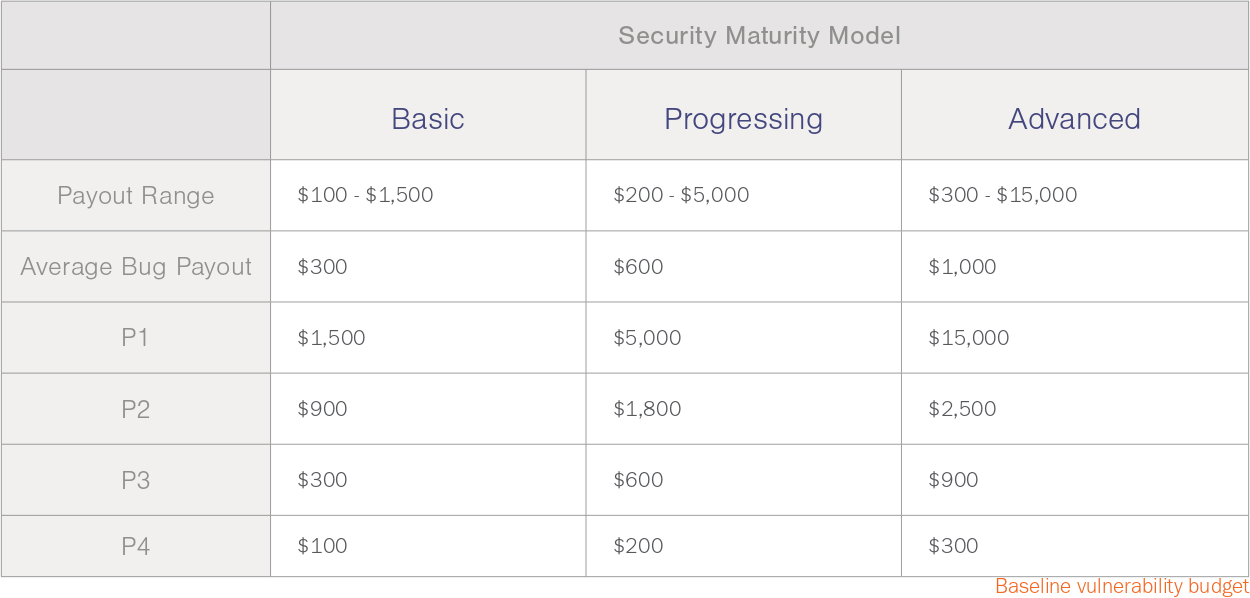 Security Maturity Model
Basic Progressing Advanced
Payout Range $100 - $1,500 $200 - $5,000 $300 - $15,000
Average Bug Payout $300 $600 $1,000
P1 $1,500 $5,000 $15,000
P2 $900 $1,800 $2,500
P3 $300 $600 $900
P4 $100 $200 $300
Baseline vulnerability budget